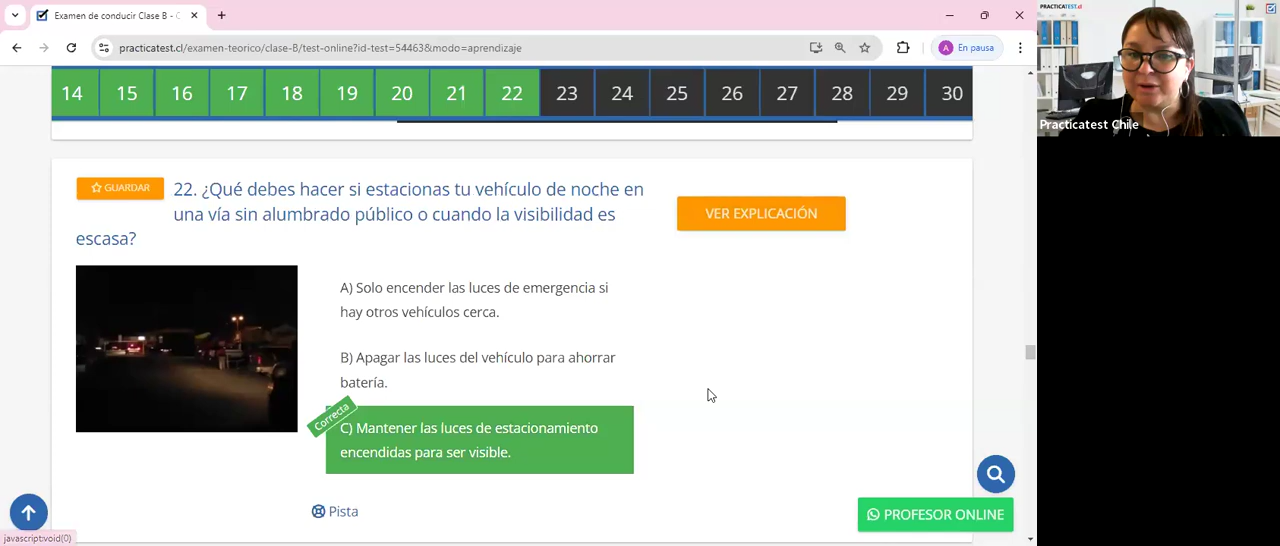 Examen de conducir Clase B - C
practicatest.cl/examen-teorico/clase-B/test-online?id-test=54463&modo=aprendizaje
A En pausa
PRACTICATEST.cl
Practicatest Chile
14 15 16 17 18 19 20 21 22 23 24 25 26 27 28 29 30
GUARDAR
22. ¿Qué debes hacer si estacionas tu vehículo de noche en
una vía sin alumbrado público o cuando la visibilidad es
escasa?
VER EXPLICACIÓN
A) Solo encender las luces de emergencia si
hay otros vehículos cerca.
B) Apagar las luces del vehículo para ahorrar
batería.
Correcta
C) Mantener las luces de estacionamiento
encendidas para ser visible.
Pista
PROFESOR ONLINE
javascript:void(0)